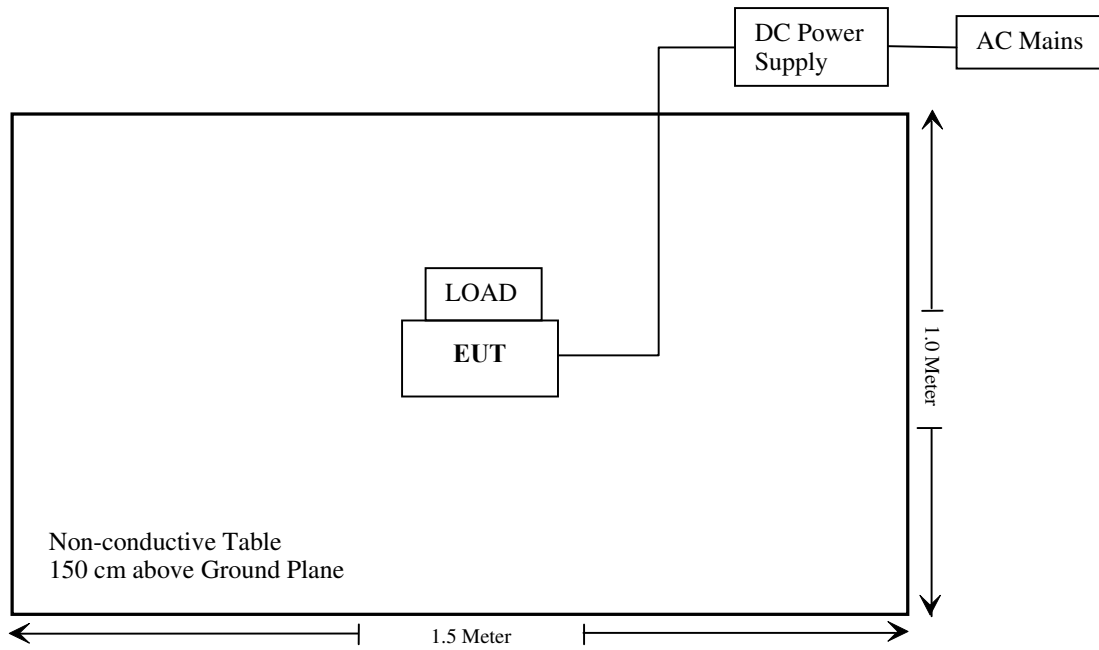 DC Power
Supply
AC Mains
LOAD
EUT
1.0 Meter
Non-conductive Table
150 cm above Ground Plane
1.5 Meter